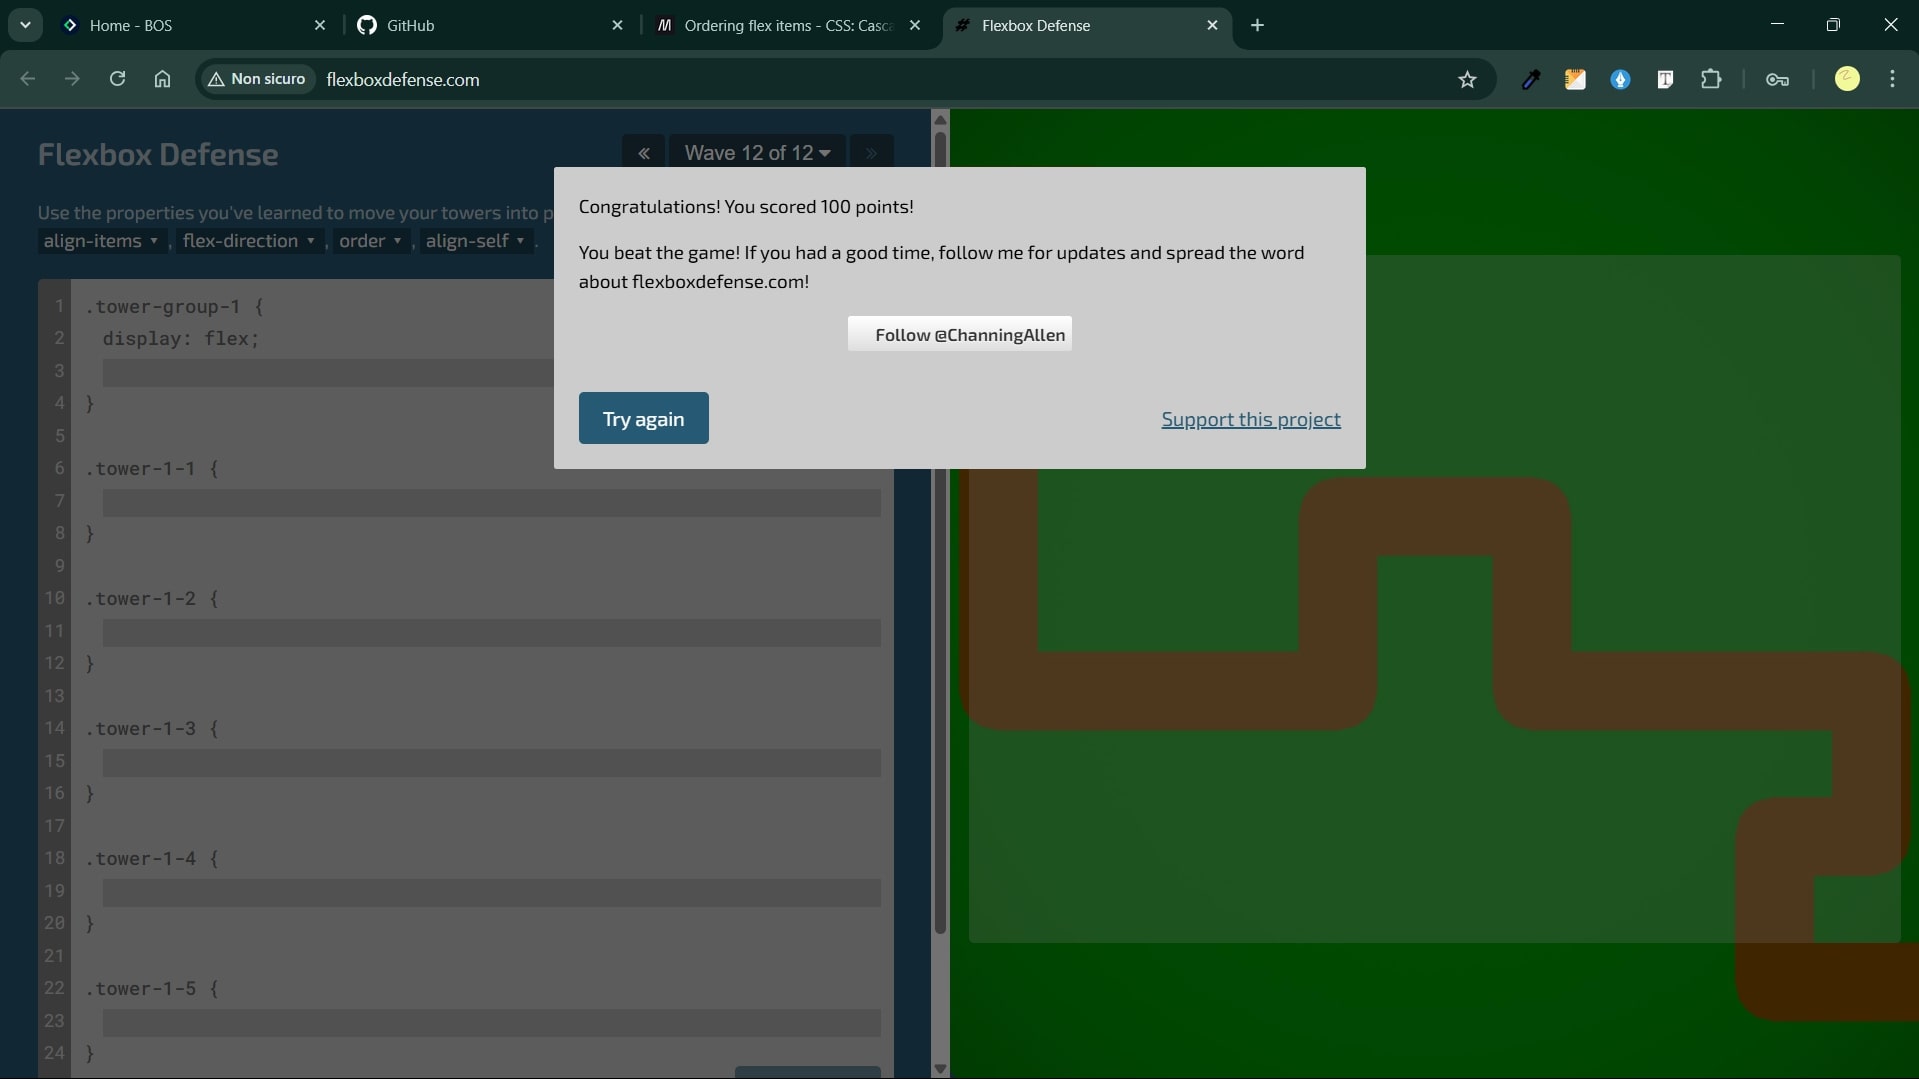 Home - BOS
GitHub
Ordering flex items - CSS: Casca
Flexbox Defense
Non sicuro
flexboxdefense.com
Flexbox Defense
« Wave 12 of 12 ▾ »
Use the properties you've learned to move your towers into p
align-items ▾ , flex-direction ▾ , order ▾ , align-self ▾ .
Congratulations! You scored 100 points!
You beat the game! If you had a good time, follow me for updates and spread the word
about flexboxdefense.com!
Follow @ChanningAllen
Try again
Support this project
1 .tower-group-1 {
2 display: flex;
3
4 }
5
6 .tower-1-1 {
7
8 }
9
10 .tower-1-2 {
11
12 }
13
14 .tower-1-3 {
15
16 }
17
18 .tower-1-4 {
19
20 }
21
22 .tower-1-5 {
23
24 }